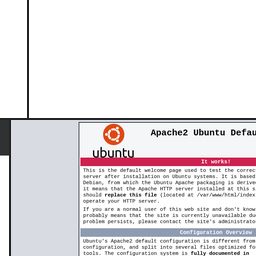 Apache2 Ubuntu Defau
ubuntu
It works!
This is the default welcome page used to test the correc
server after installation on Ubuntu systems. It is based
Debian, from which the Ubuntu Apache packaging is derive
it means that the Apache HTTP server installed at this s
should replace this file (located at /var/www/html/index
operate your HTTP server.
If you are a normal user of this web site and don't know
probably means that the site is currently unavailable du
problem persists, please contact the site's administrato
Configuration Overview
Ubuntu's Apache2 default configuration is different from
configuration, and split into several files optimized fo
tools. The configuration system is fully documented in